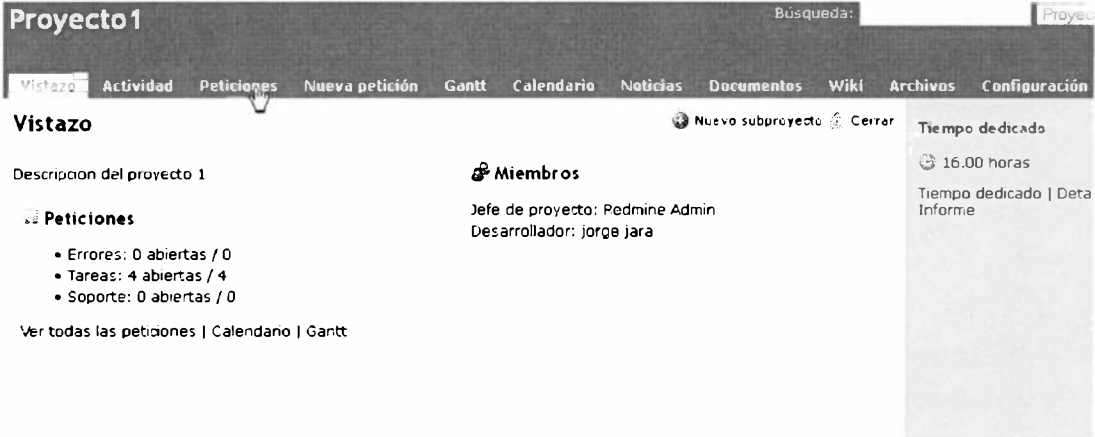 Proyecto1
Búsqueda:
Vistazo Actividad Peticiones Nueva petición Gantt Calendario Noticias Documentos Wiki Archivos Configuración
Vistazo
Nuevo subproyecto Cerrar
Descripcion del proyecto 1
Peticiones
• Errores: 0 abiertas / 0
• Tareas: 4 abiertas / 4
• Soporte: 0 abiertas / 0
Ver todas las peticiones | Calendario | Gantt
Miembros
Jefe de proyecto: Redmine Admin
Desarrollador: jorge jara
Tiempo dedicado
16.00 horas
Tiempo dedicado | Deta
Informe